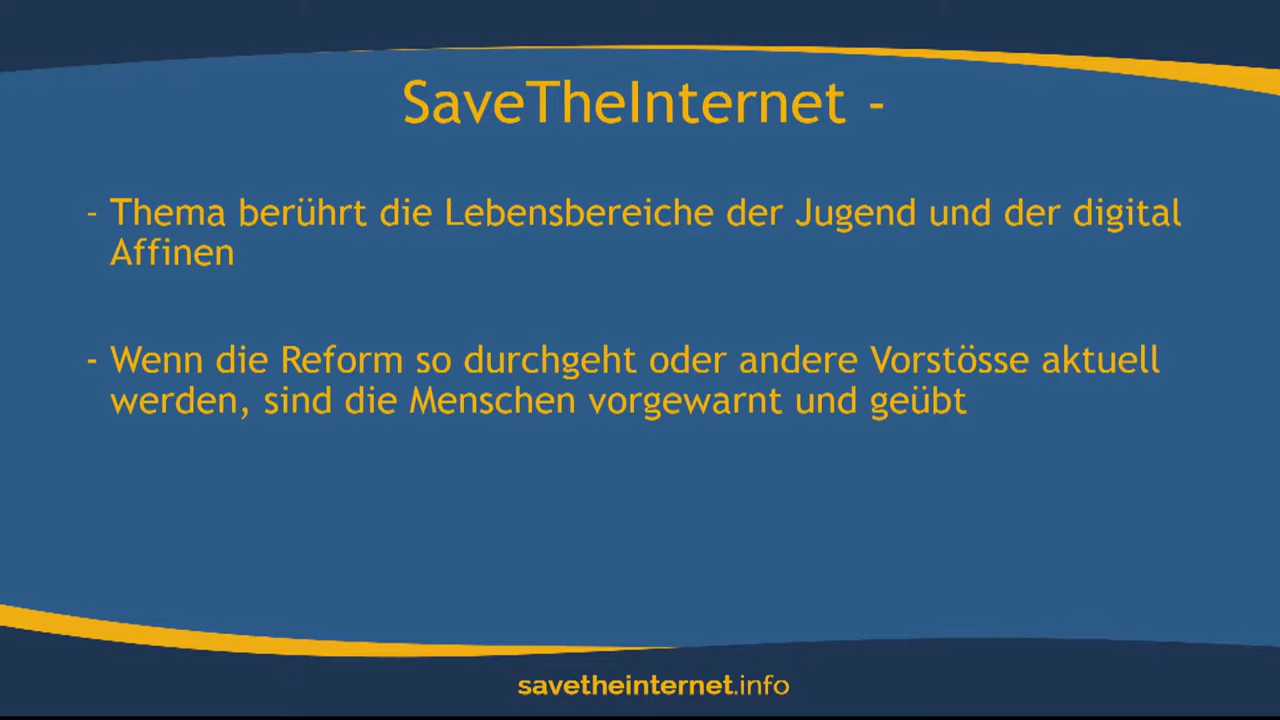 SaveTheInternet -
- Thema berührt die Lebensbereiche der Jugend und der digital
Affinen
- Wenn die Reform so durchgeht oder andere Vorstösse aktuell
werden, sind die Menschen vorgewarnt und geübt
savetheinternet.info